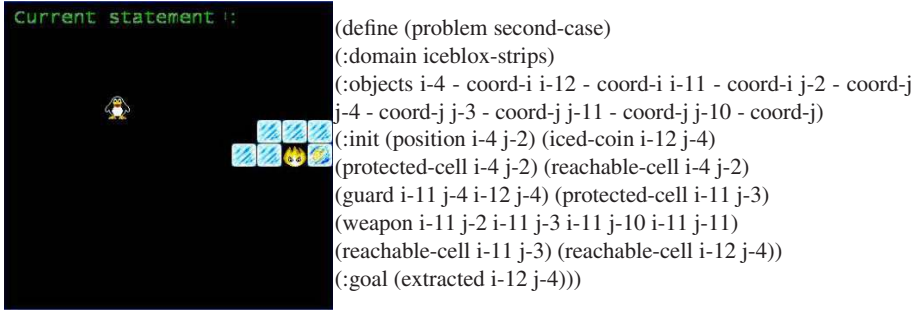 Current statement :
(define (problem second-case)
(:domain iceblox-strips)
(:objects i-4 - coord-i i-12 - coord-i i-11 - coord-i j-2 - coord-j
j-4 - coord-j j-3 - coord-j j-11 - coord-j j-10 - coord-j)
(:init (position i-4 j-2) (iced-coin i-12 j-4)
(protected-cell i-4 j-2) (reachable-cell i-4 j-2)
(guard i-11 j-4 i-12 j-4) (protected-cell i-11 j-3)
(weapon i-11 j-2 i-11 j-3 i-11 j-10 i-11 j-11)
(reachable-cell i-11 j-3) (reachable-cell i-12 j-4))
(:goal (extracted i-12 j-4)))